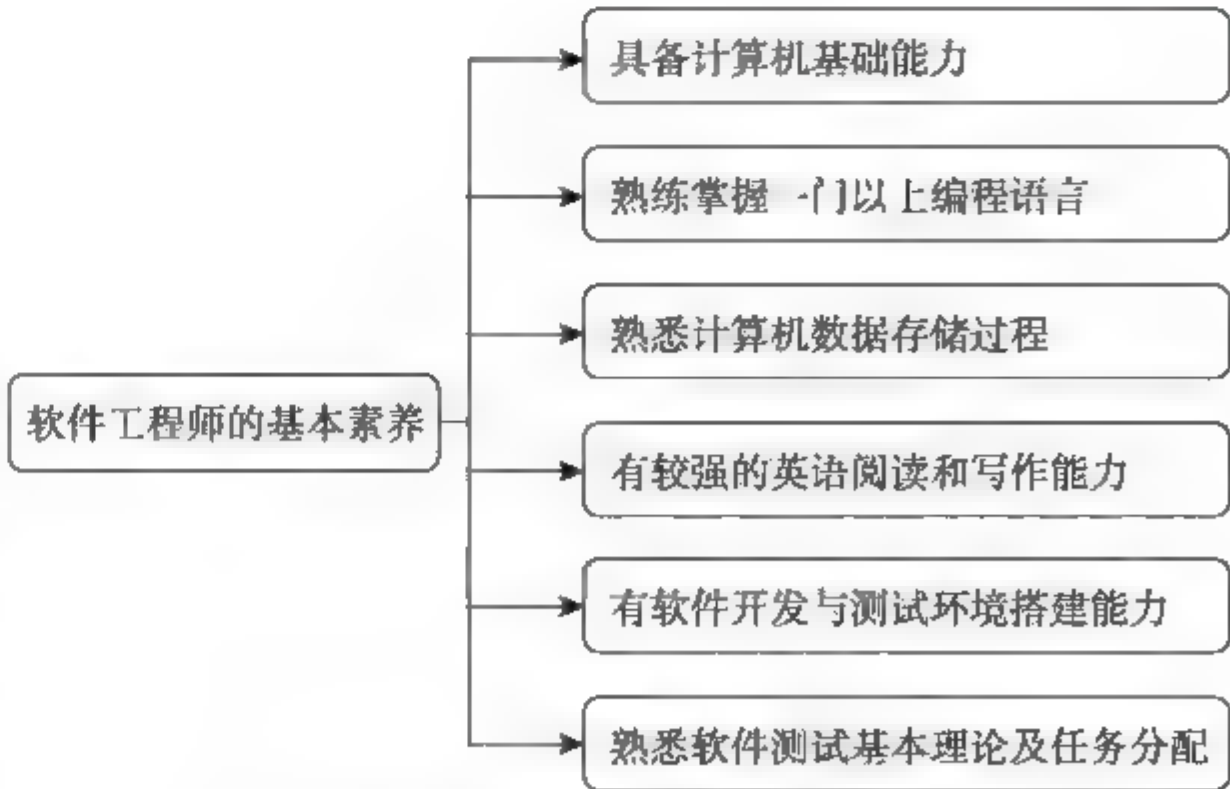 具备计算机基础能力
熟练掌握一门以上编程语言
熟悉计算机数据存储过程
软件工程师的基本素养
有较强的英语阅读和写作能力
有软件开发与测试环境搭建能力
熟悉软件测试基本理论及任务分配